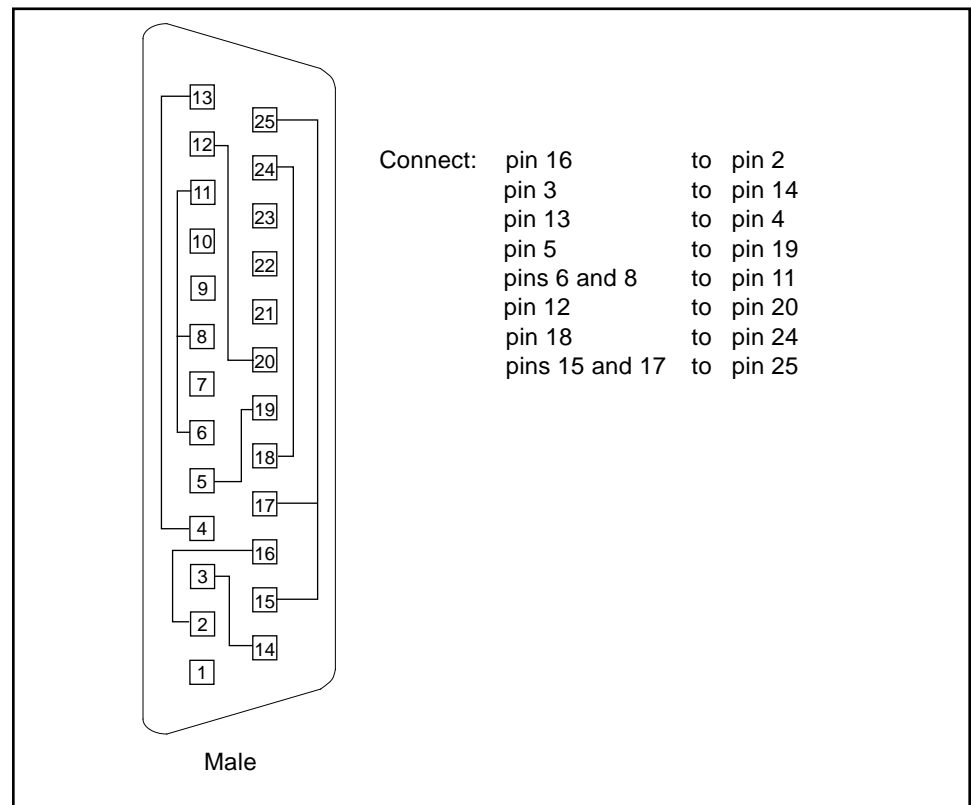 13
25
12
24
11
23
10
22
9
21
8
20
7
19
6
18
5
17
4
16
3
15
2
14
1
Male
Connect: pin 16 to pin 2
pin 3 to pin 14
pin 13 to pin 4
pin 5 to pin 19
pins 6 and 8 to pin 11
pin 12 to pin 20
pin 18 to pin 24
pins 15 and 17 to pin 25